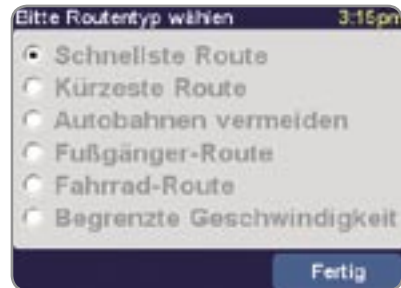 Bitte Routentyp wählen 3:15pm
Schnellste Route
Kürzeste Route
Autobahnen vermeiden
Fußgänger-Route
Fahrrad-Route
Begrenzte Geschwindigkeit
Fertig